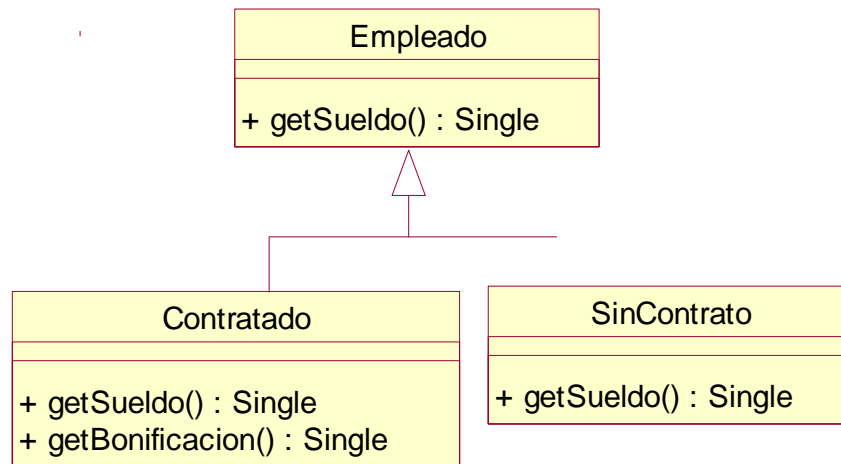 Empleado
+ getSueldo() : Single
Contratado
+ getSueldo() : Single
+ getBonificacion() : Single
SinContrato
+ getSueldo() : Single